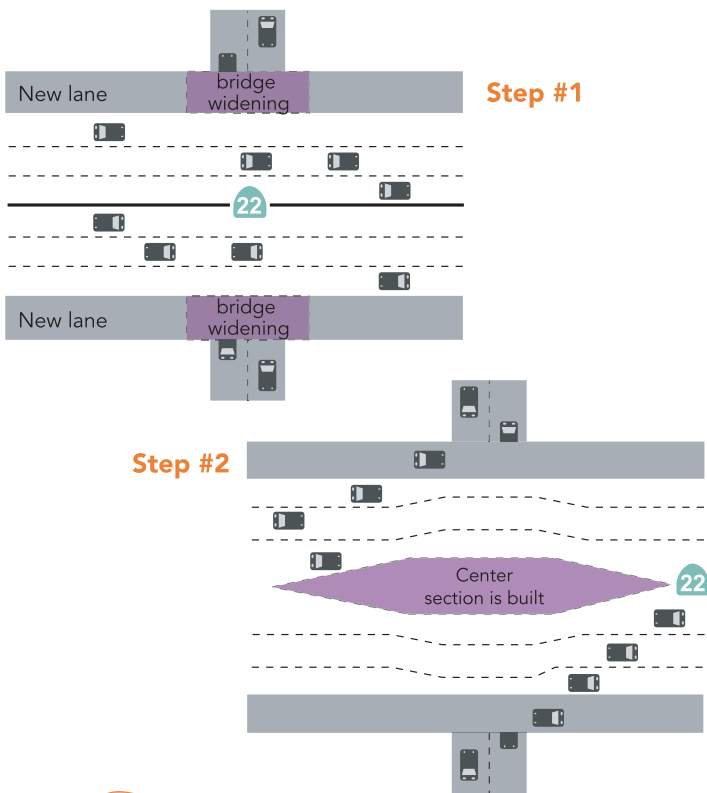 bridge
widening
New lane
Step #1
22
New lane
bridge
widening
Step #2
Center
section is built
22